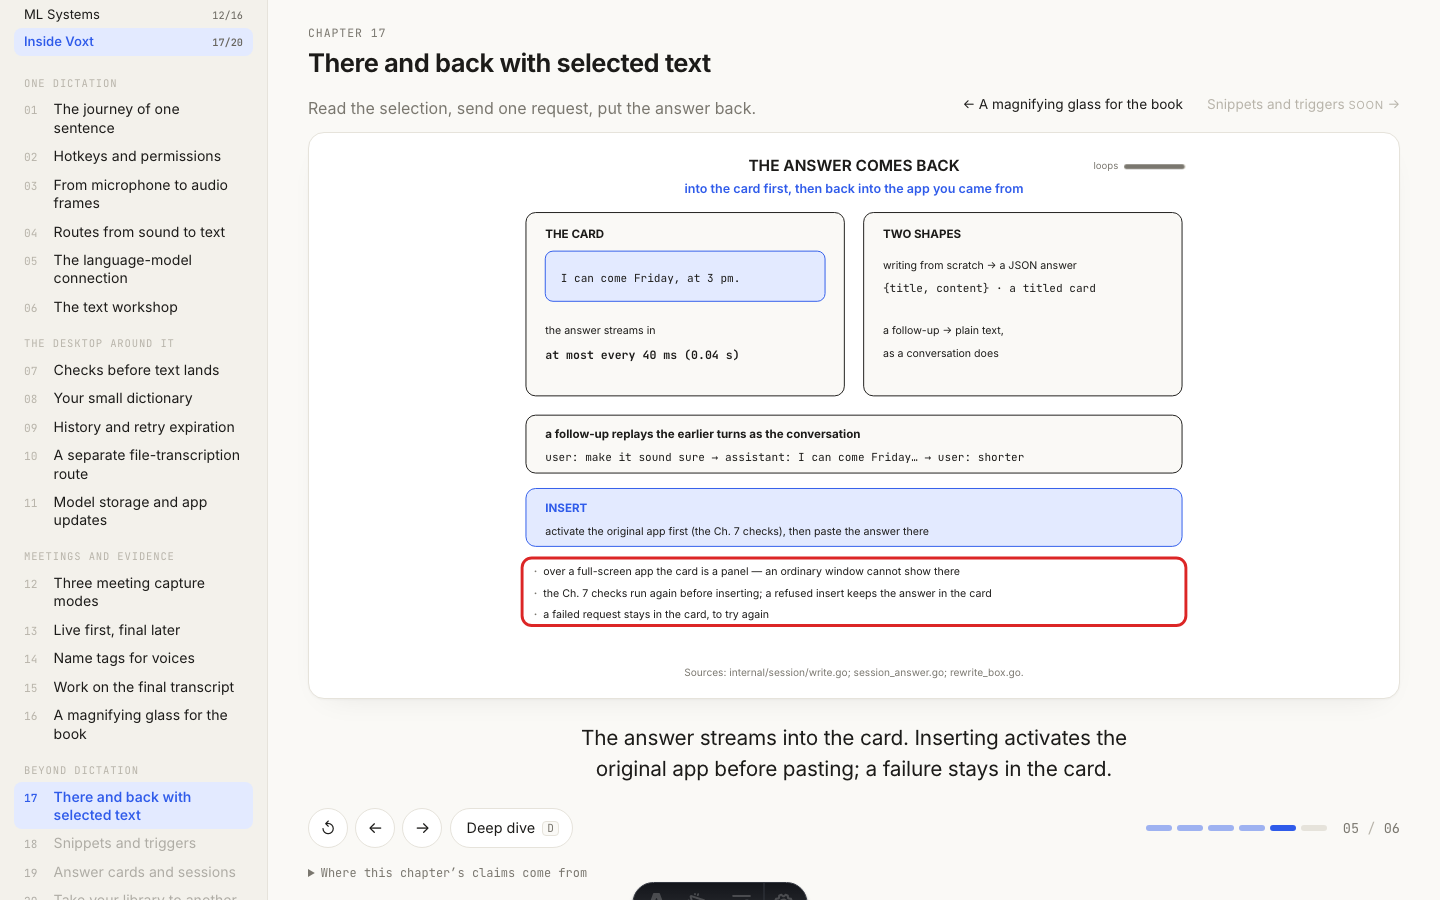 ML Systems 12/16
Inside Voxt 17/20
ONE DICTATION
01 The journey of one
sentence
02 Hotkeys and permissions
03 From microphone to audio
frames
04 Routes from sound to text
05 The language-model
connection
06 The text workshop
THE DESKTOP AROUND IT
07 Checks before text lands
08 Your small dictionary
09 History and retry expiration
10 A separate file-transcription
route
11 Model storage and app
updates
MEETINGS AND EVIDENCE
12 Three meeting capture
modes
13 Live first, final later
14 Name tags for voices
15 Work on the final transcript
16 A magnifying glass for the
book
BEYOND DICTATION
17 There and back with
selected text
18 Snippets and triggers
19 Answer cards and sessions
20 Take your library to another
CHAPTER 17
There and back with selected text
Read the selection, send one request, put the answer back.
← A magnifying glass for the book
Snippets and triggers SOON →
THE ANSWER COMES BACK
loops
into the card first, then back into the app you came from
THE CARD
I can come Friday, at 3 pm.
the answer streams in
at most every 40 ms (0.04 s)
TWO SHAPES
writing from scratch → a JSON answer
{title, content} · a titled card
a follow-up → plain text,
as a conversation does
a follow-up replays the earlier turns as the conversation
user: make it sound sure → assistant: I can come Friday… → user: shorter
INSERT
activate the original app first (the Ch. 7 checks), then paste the answer there
· over a full-screen app the card is a panel — an ordinary window cannot show there
· the Ch. 7 checks run again before inserting; a refused insert keeps the answer in the card
· a failed request stays in the card, to try again
Sources: internal/session/write.go; session_answer.go; rewrite_box.go.
The answer streams into the card. Inserting activates the
original app before pasting; a failure stays in the card.
Deep dive D
05 / 06
▶ Where this chapter's claims come from